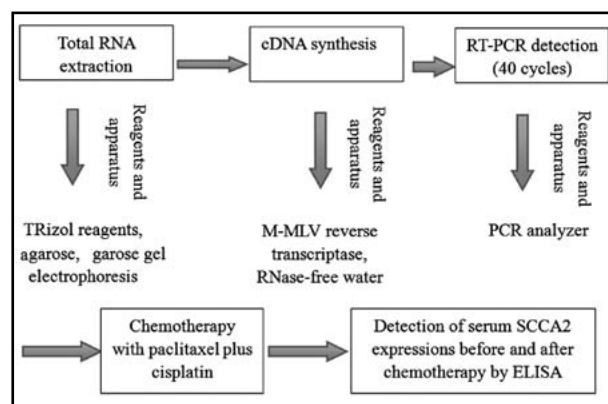 Total RNA
extraction
cDNA synthesis
RT-PCR detection
(40 cycles)
Reagents and
apparatus
Reagents and
apparatus
Reagents and
apparatus
TRizol reagents,
agarose, garose gel
electrophoresis
M-MLV reverse
transcriptase,
RNase-free water
PCR analyzer
Chemotherapy
with paclitaxel plus
cisplatin
Detection of serum SCCA2
expressions before and after
chemotherapy by ELISA